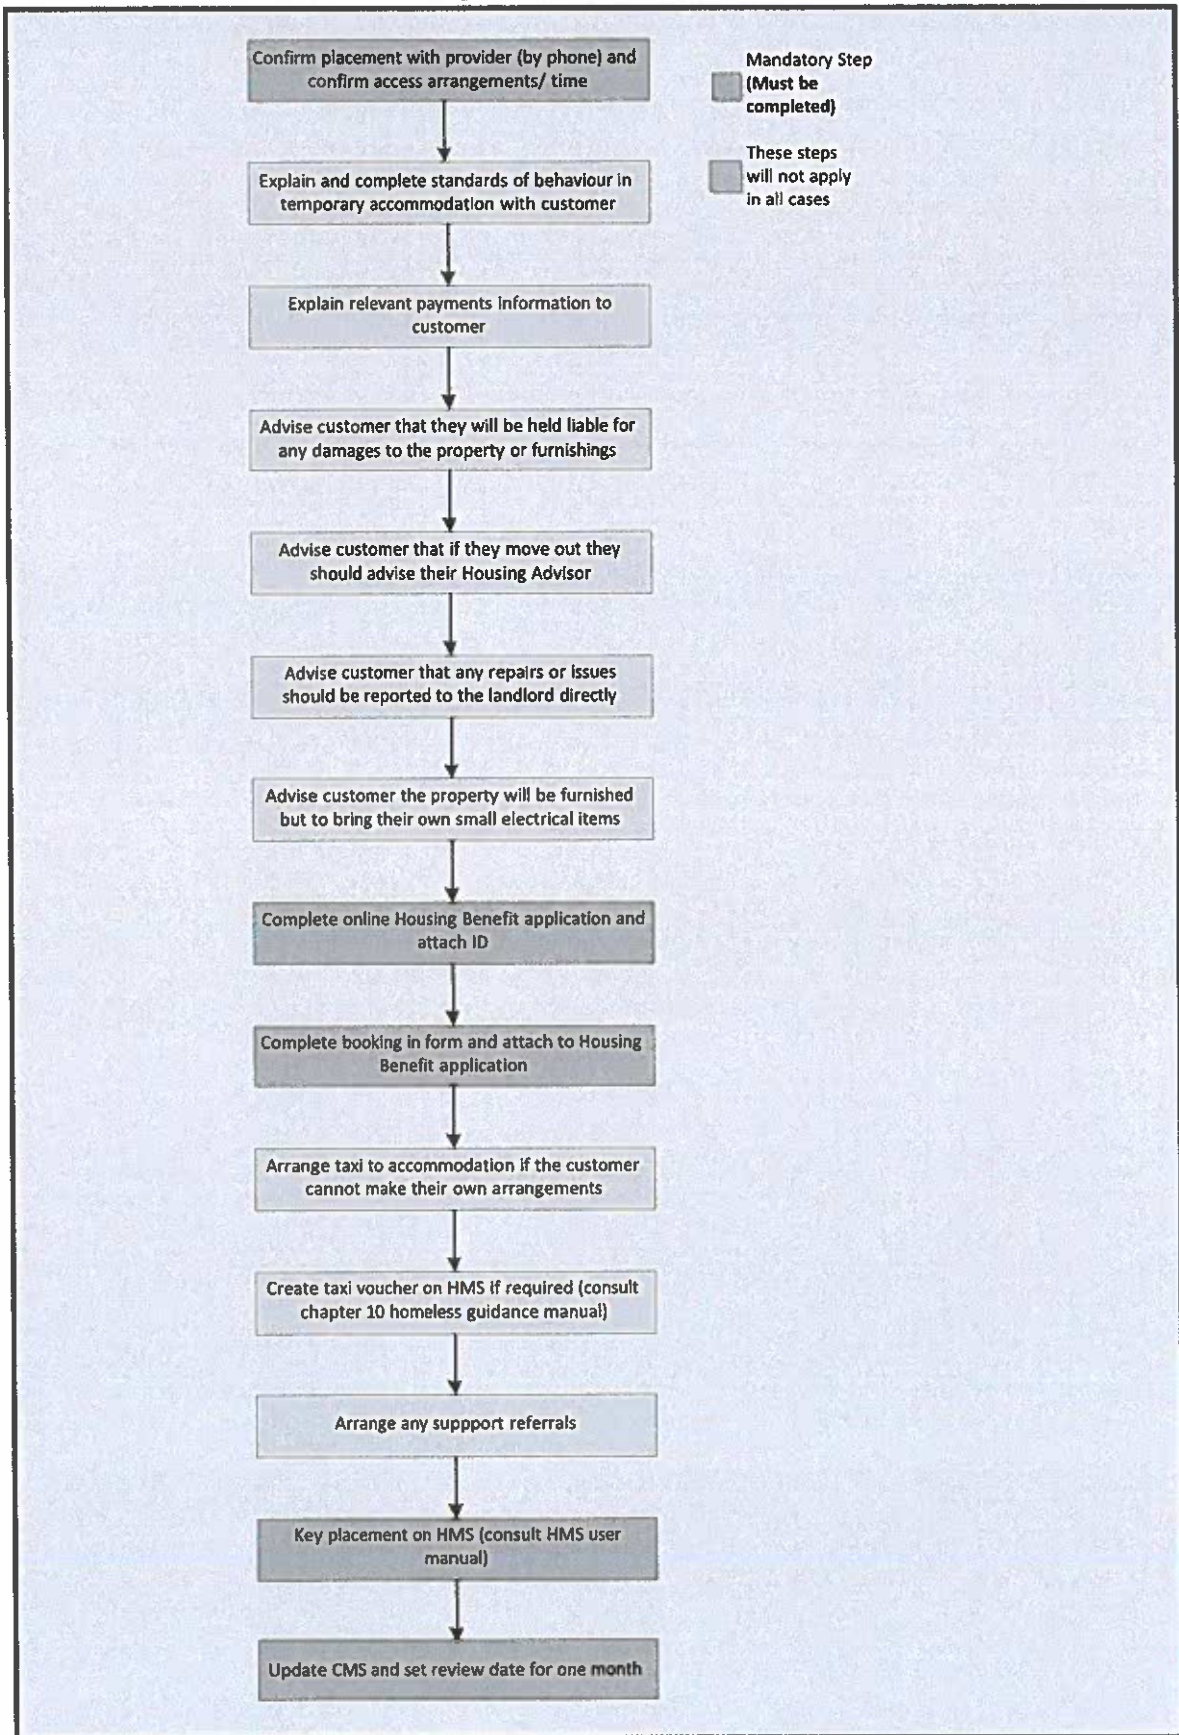 Confirm placement with provider (by phone) and
confirm access arrangements/ time
Mandatory Step
(Must be
completed)
These steps
will not apply
in all cases
Explain and complete standards of behaviour in
temporary accommodation with customer
Explain relevant payments information to
customer
Advise customer that they will be held liable for
any damages to the property or furnishings
Advise customer that if they move out they
should advise their Housing Advisor
Advise customer that any repairs or issues
should be reported to the landlord directly
Advise customer the property will be furnished
but to bring their own small electrical items
Complete online Housing Benefit application and
attach ID
Complete booking in form and attach to Housing
Benefit application
Arrange taxi to accommodation if the customer
cannot make their own arrangements
Create taxi voucher on HMS if required (consult
chapter 10 homeless guidance manual)
Arrange any suppport referrals
Key placement on HMS (consult HMS user
manual)
Update CMS and set review date for one month